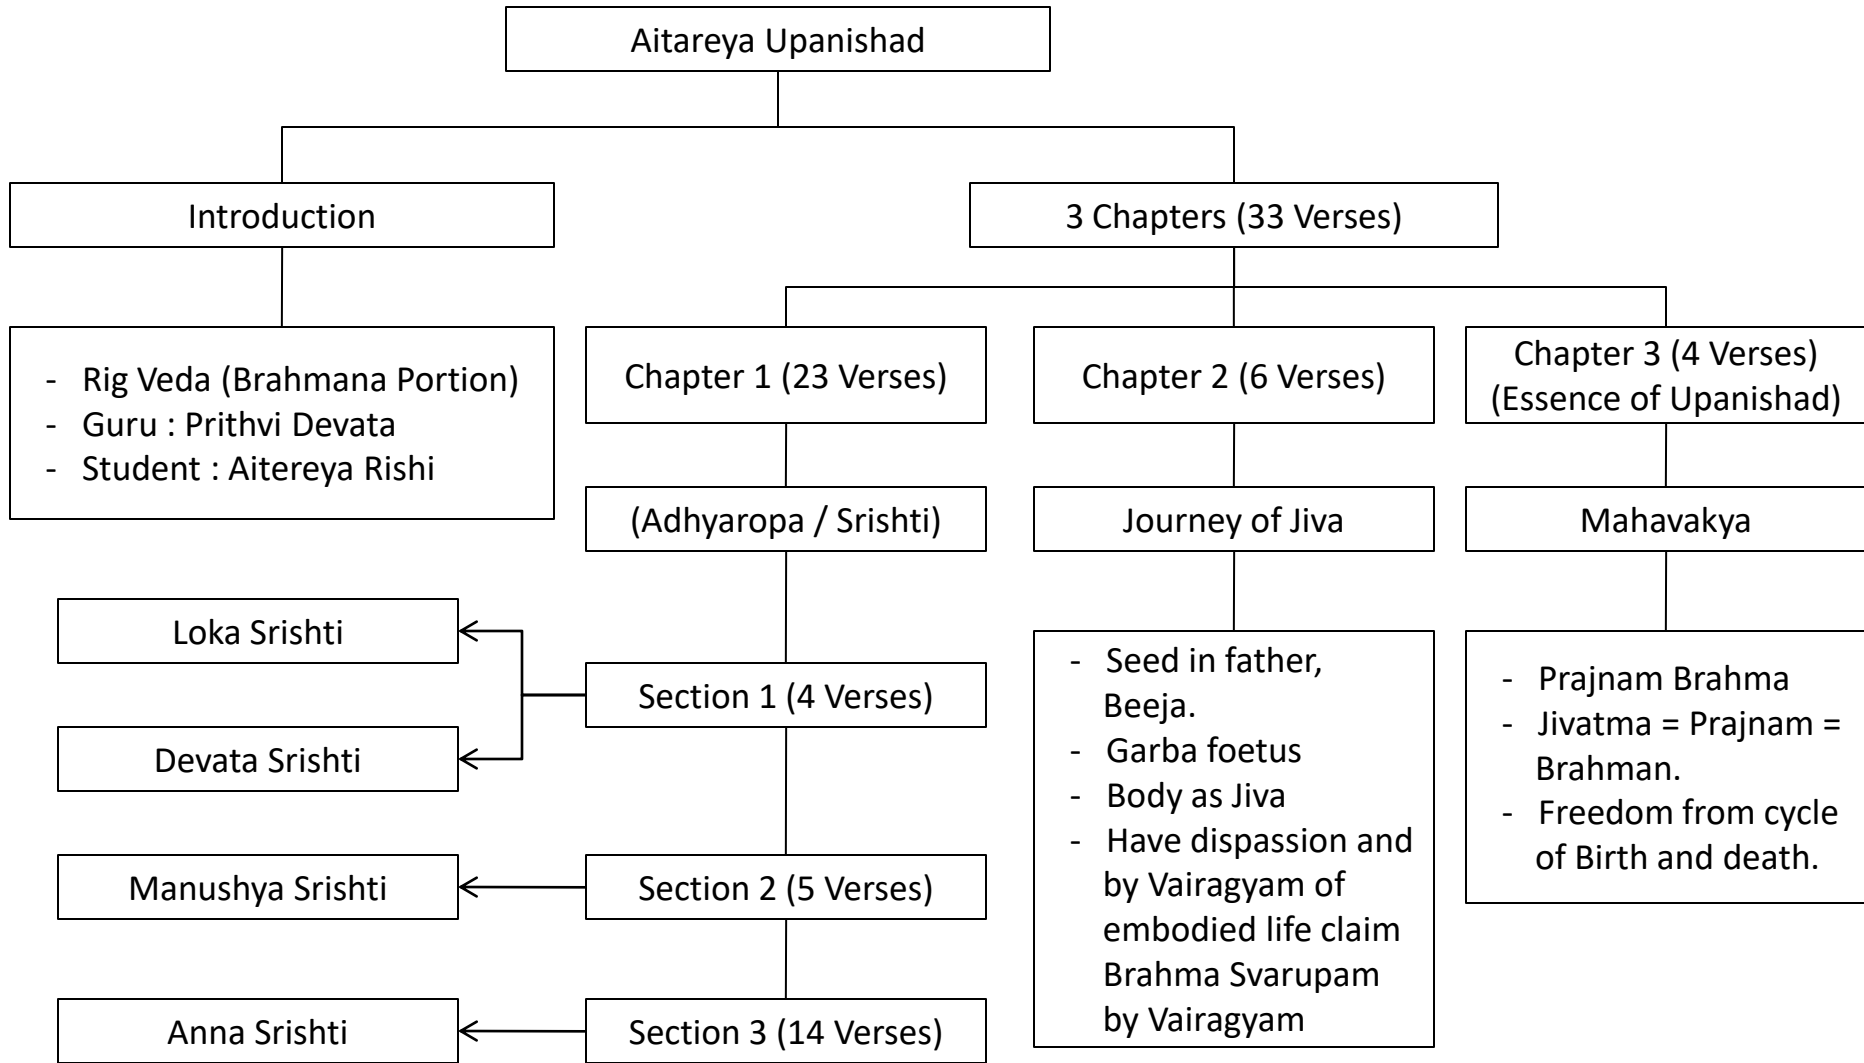 Aitareya Upanishad
Introduction
3 Chapters (33 Verses)
- Rig Veda (Brahmana Portion)
- Guru : Prithvi Devata
- Student : Aitereya Rishi
Chapter 1 (23 Verses)
Chapter 2 (6 Verses)
Chapter 3 (4 Verses)
(Essence of Upanishad)
(Adhyaropa / Srishti)
Journey of Jiva
Mahavakya
Loka Srishti
Devata Srishti
Section 1 (4 Verses)
Manushya Srishti
Section 2 (5 Verses)
Anna Srishti
Section 3 (14 Verses)
- Seed in father,
Beeja.
- Garba foetus
- Body as Jiva
- Have dispassion and
by Vairagyam of
embodied life claim
Brahma Svarupam
by Vairagyam
- Prajnam Brahma
- Jivatma = Prajnam =
Brahman.
- Freedom from cycle
of Birth and death.